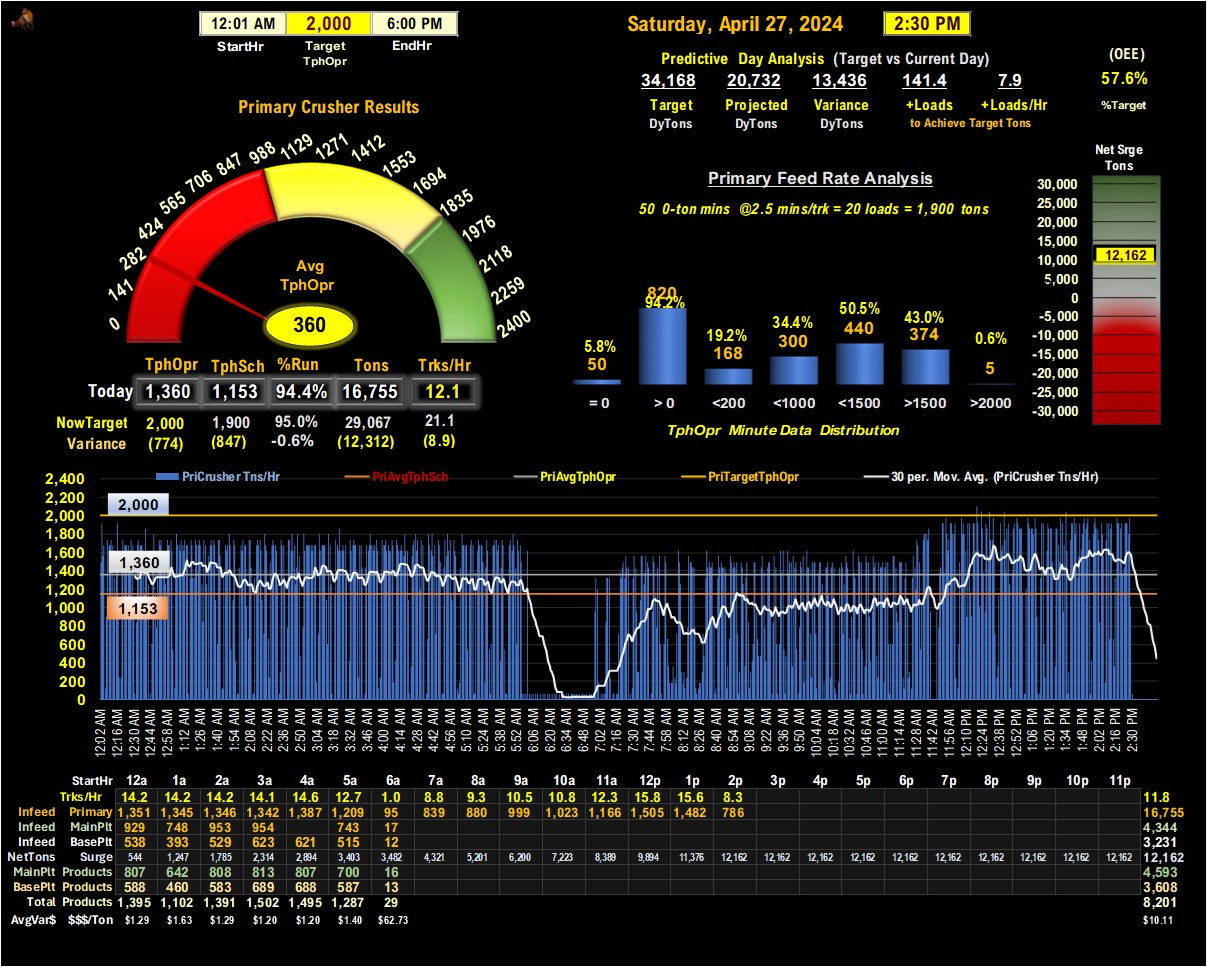 12:01 AM 2,000 6:00 PM
StartHr Target TphOpr EndHr
Saturday, April 27, 2024 2:30 PM
Predictive Day Analysis (Target vs Current Day)
34,168 20,732 13,436 141.4 7.9
Target Projected Variance +Loads +Loads/Hr
DyTons DyTons DyTons to Achieve Target Tons
(OEE)
57.6%
%Target
Primary Crusher Results
0 141 282 424 565 706 847 988 1129 1271 1412 1553 1694 1835 1976 2118 2259 2400
Avg
TphOpr
360
TphOpr TphSch %Run Tons Trks/Hr
Today 1,360 1,153 94.4% 16,755 12.1
NowTarget 2,000 1,900 95.0% 29,067 21.1
Variance (774) (847) -0.6% (12,312) (8.9)
Primary Feed Rate Analysis
50 0-ton mins @2.5 mins/trk = 20 loads = 1,900 tons
5.8% 94.2% 19.2% 34.4% 50.5% 43.0% 0.6%
50 820 168 300 440 374 5
= 0 > 0 <200 <1000 <1500 >1500 >2000
TphOpr Minute Data Distribution
Net Srge
Tons
30,000
25,000
20,000
15,000
10,000
5,000
0
-5,000
-10,000
-15,000
-20,000
-25,000
-30,000
12,162
PriCrusher Tns/Hr PriAvgTphSch PriAvgTphOpr PriTargetTphOpr 30 per. Mov. Avg. (PriCrusher Tns/Hr)
2,400
2,200
2,000
1,800
1,600
1,400
1,200
1,000
800
600
400
200
0
2,000
1,360
1,153
12:02 AM 12:16 AM 12:30 AM 12:44 AM 12:58 AM 1:12 AM 1:26 AM 1:40 AM 1:54 AM 2:08 AM 2:22 AM 2:36 AM 2:50 AM 3:04 AM 3:18 AM 3:32 AM 3:46 AM 4:00 AM 4:14 AM 4:28 AM 4:42 AM 4:56 AM 5:10 AM 5:24 AM 5:38 AM 5:52 AM 6:06 AM 6:20 AM 6:34 AM 6:48 AM 7:02 AM 7:16 AM 7:30 AM 7:44 AM 7:58 AM 8:12 AM 8:26 AM 8:40 AM 8:54 AM 9:08 AM 9:22 AM 9:36 AM 9:50 AM 10:04 AM 10:18 AM 10:32 AM 10:46 AM 11:00 AM 11:14 AM 11:28 AM 11:42 AM 11:56 AM 12:10 PM 12:24 PM 12:38 PM 12:52 PM 1:06 PM 1:20 PM 1:34 PM 1:48 PM 2:02 PM 2:16 PM 2:30 PM
StartHr 12a 1a 2a 3a 4a 5a 6a 7a 8a 9a 10a 11a 12p 1p 2p 3p 4p 5p 6p 7p 8p 9p 10p 11p
Trks/Hr 14.2 14.2 14.2 14.1 14.6 12.7 1.0 8.8 9.3 10.5 10.8 12.3 15.8 15.6 8.3 11.8
Infeed Primary 1,351 1,345 1,346 1,342 1,387 1,209 95 839 880 999 1,023 1,166 1,505 1,482 786 16,755
Infeed MainPlt 929 748 953 954 743 17 4,344
Infeed BasePlt 538 393 529 623 621 515 12 3,231
NetTons Surge 544 1,247 1,785 2,314 2,894 3,403 3,482 4,321 5,201 6,200 7,223 8,389 9,894 11,376 12,162 12,162 12,162 12,162 12,162 12,162 12,162 12,162 12,162 12,162 12,162
MainPlt Products 807 642 808 813 807 700 16 4,593
BasePlt Products 588 460 583 689 688 587 13 3,608
Total Products 1,395 1,102 1,391 1,502 1,495 1,287 29 8,201
AvgVar$ $$$/Ton $1.29 $1.63 $1.29 $1.20 $1.20 $1.40 $62.73 $10.11